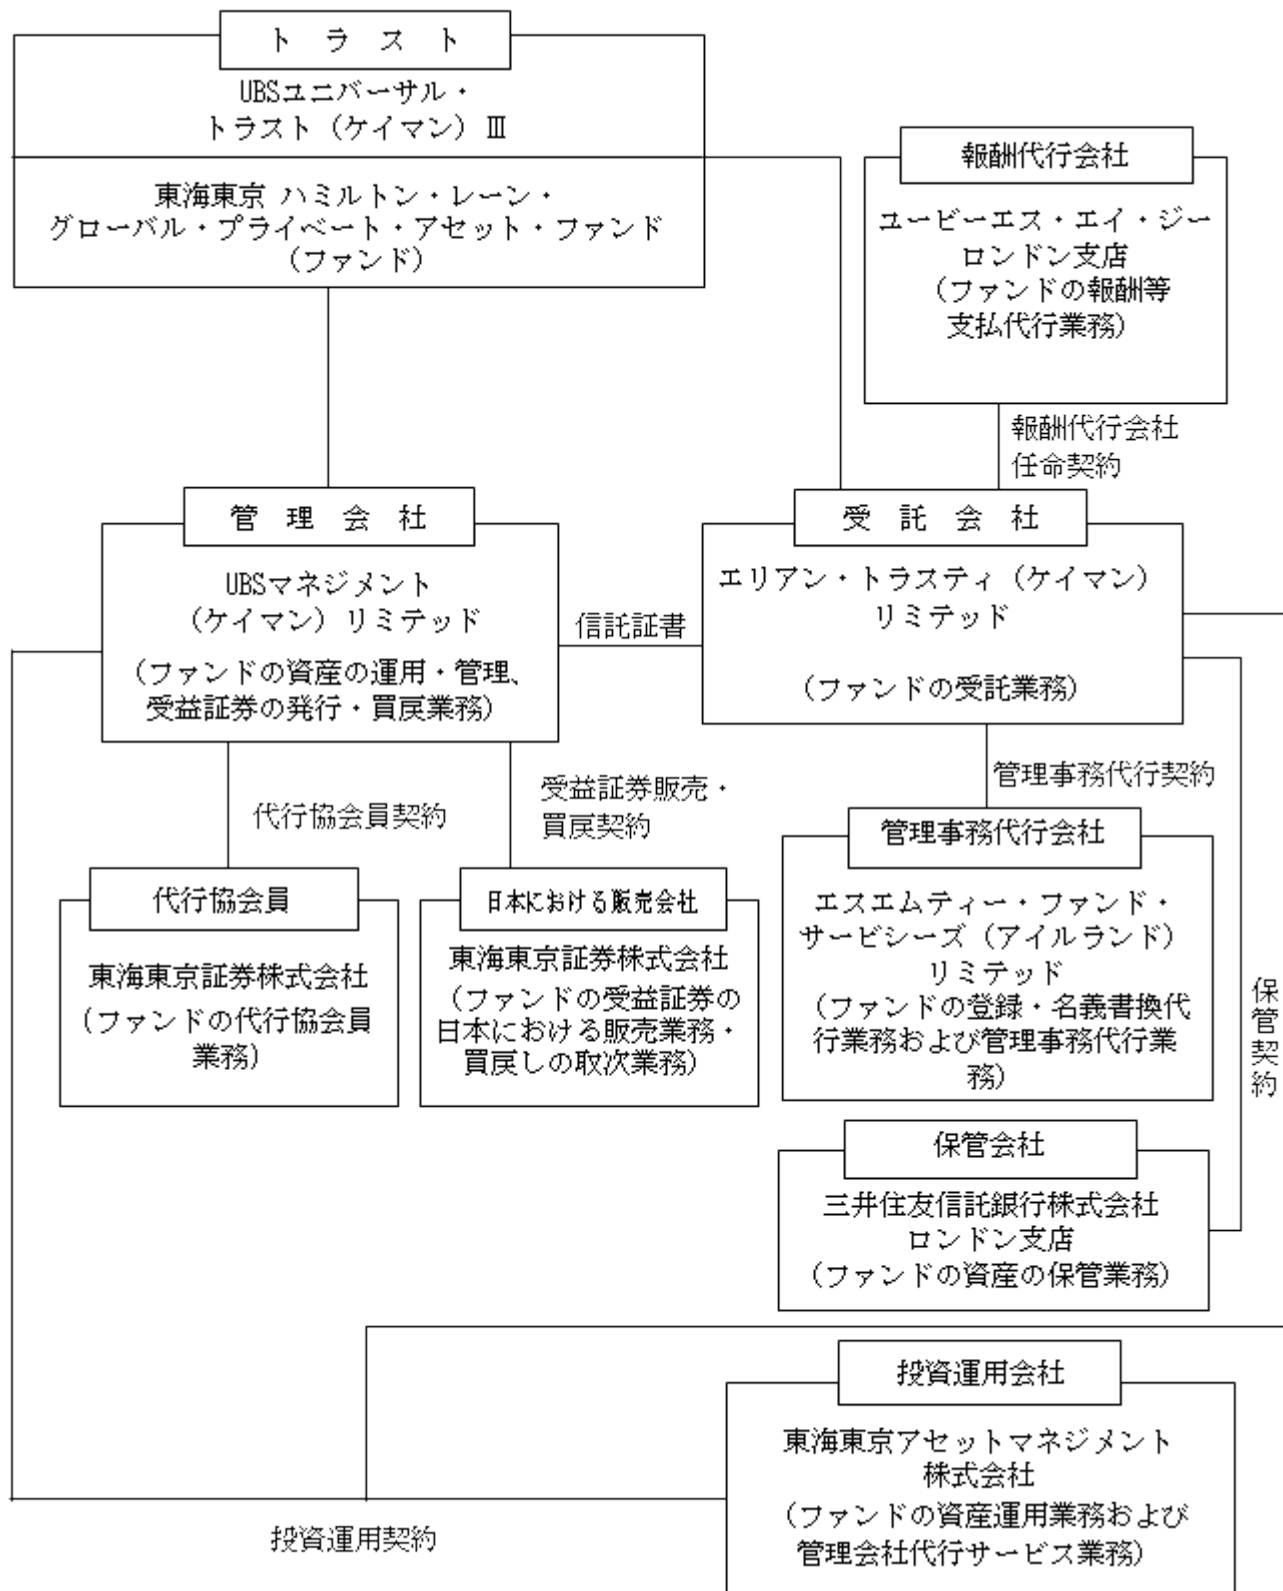 トラスト
UBSユニバーサル・
トラスト（ケイマン）Ⅲ
東海東京 ハミルトン・レーン・
グローバル・プライベート・アセット・ファンド
（ファンド）
報酬代行会社
ユービーエス・エイ・ジー
ロンドン支店
（ファンドの報酬等
支払代行業務）
報酬代行会社
任命契約
管理会社
UBSマネジメント
（ケイマン）リミテッド
（ファンドの資産の運用・管理、
受益証券の発行・買戻業務）
信託証書
受託会社
エリアン・トラスティ（ケイマン）
リミテッド
（ファンドの受託業務）
代行協会員契約
受益証券販売・
買戻契約
管理事務代行契約
代行協会員
東海東京証券株式会社
（ファンドの代行協会員
業務）
日本における販売会社
東海東京証券株式会社
（ファンドの受益証券の
日本における販売業務・
買戻しの取次業務）
管理事務代行会社
エスエムティー・ファンド・
サービシーズ（アイルランド）
リミテッド
（ファンドの登録・名義書換代
行業務および管理事務代行業
務）
保管契約
保管会社
三井住友信託銀行株式会社
ロンドン支店
（ファンドの資産の保管業務）
投資運用会社
東海東京アセットマネジメント
株式会社
（ファンドの資産運用業務および
管理会社代行サービス業務）
投資運用契約